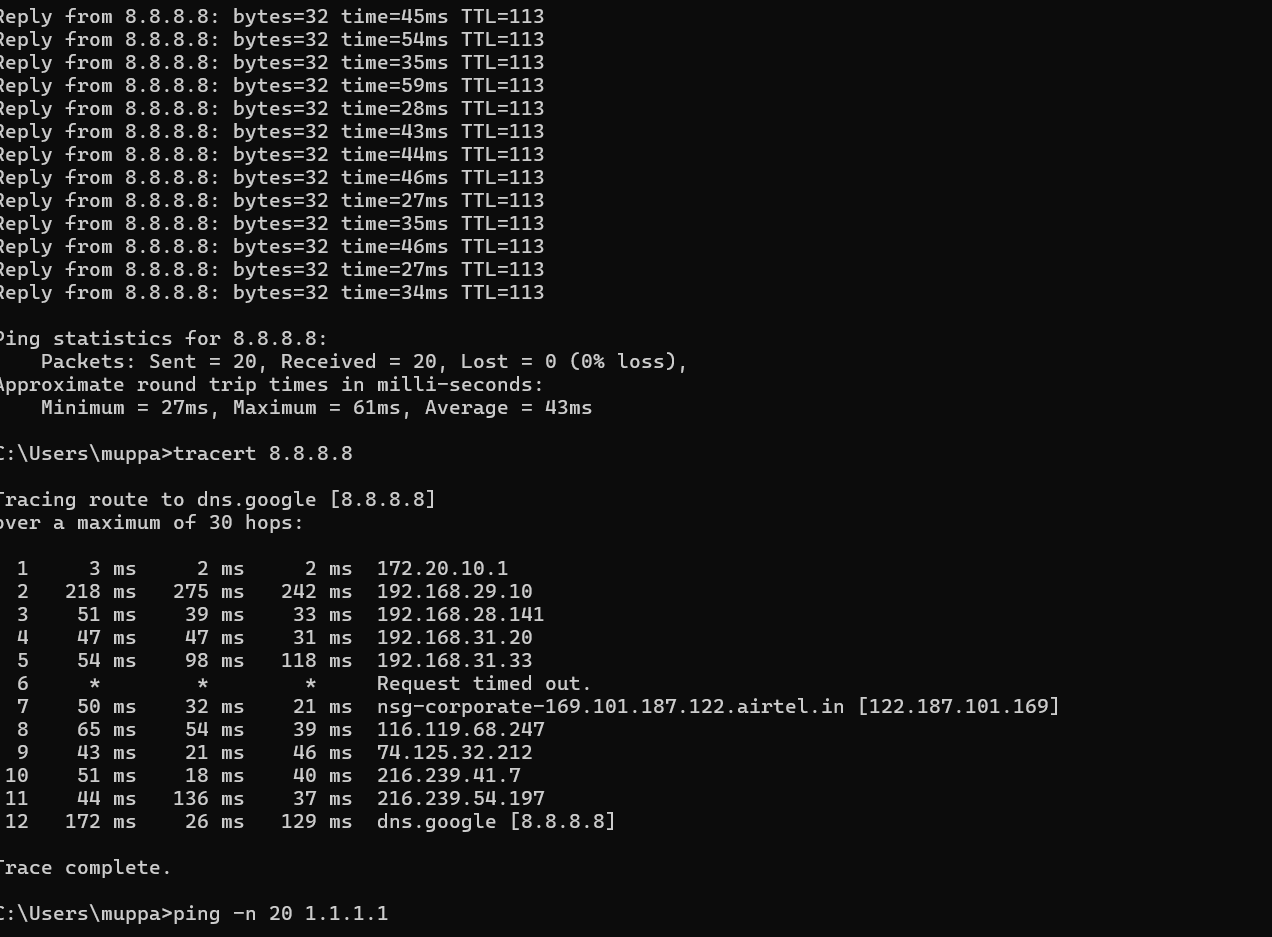 Reply from 8.8.8.8: bytes=32 time=45ms TTL=113
Reply from 8.8.8.8: bytes=32 time=54ms TTL=113
Reply from 8.8.8.8: bytes=32 time=35ms TTL=113
Reply from 8.8.8.8: bytes=32 time=59ms TTL=113
Reply from 8.8.8.8: bytes=32 time=28ms TTL=113
Reply from 8.8.8.8: bytes=32 time=43ms TTL=113
Reply from 8.8.8.8: bytes=32 time=44ms TTL=113
Reply from 8.8.8.8: bytes=32 time=46ms TTL=113
Reply from 8.8.8.8: bytes=32 time=27ms TTL=113
Reply from 8.8.8.8: bytes=32 time=35ms TTL=113
Reply from 8.8.8.8: bytes=32 time=46ms TTL=113
Reply from 8.8.8.8: bytes=32 time=27ms TTL=113
Reply from 8.8.8.8: bytes=32 time=34ms TTL=113
Ping statistics for 8.8.8.8:
Packets: Sent = 20, Received = 20, Lost = 0 (0% loss),
Approximate round trip times in milli-seconds:
Minimum = 27ms, Maximum = 61ms, Average = 43ms
C:\Users\muppa>tracert 8.8.8.8
Tracing route to dns.google [8.8.8.8]
over a maximum of 30 hops:
1 3 ms 2 ms 2 ms 172.20.10.1
2 218 ms 275 ms 242 ms 192.168.29.10
3 51 ms 39 ms 33 ms 192.168.28.141
4 47 ms 47 ms 31 ms 192.168.31.20
5 54 ms 98 ms 118 ms 192.168.31.33
6 * * * Request timed out.
7 50 ms 32 ms 21 ms nsg-corporate-169.101.187.122.airtel.in [122.187.101.169]
8 65 ms 54 ms 39 ms 116.119.68.247
9 43 ms 21 ms 46 ms 74.125.32.212
10 51 ms 18 ms 40 ms 216.239.41.7
11 44 ms 136 ms 37 ms 216.239.54.197
12 172 ms 26 ms 129 ms dns.google [8.8.8.8]
Trace complete.
C:\Users\muppa>ping -n 20 1.1.1.1